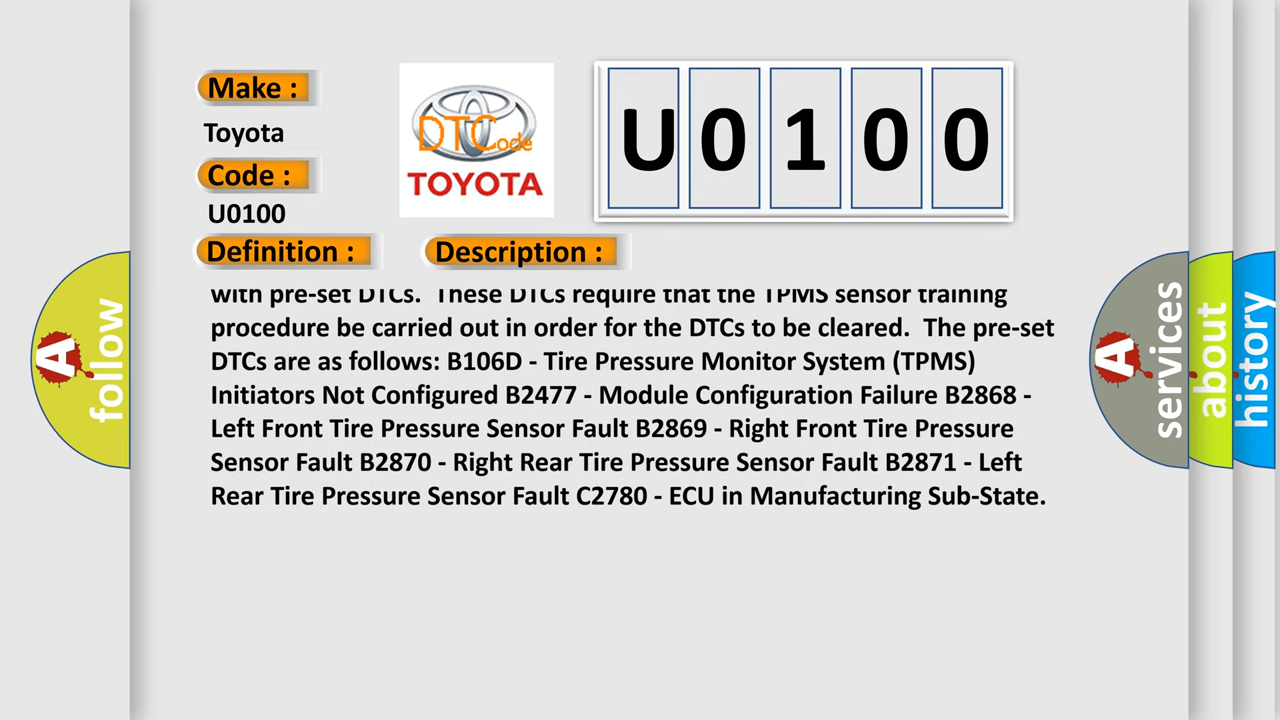 Make :
Toyota
Code :
U0100
Definition :
Description :
DTCode
TOYOTA
U0100
with pre-set DTCs. These DTCs require that the TPMS sensor training
procedure be carried out in order for the DTCs to be cleared. The pre-set
DTCs are as follows: B106D - Tire Pressure Monitor System (TPMS)
Initiators Not Configured B2477 - Module Configuration Failure B2868 -
Left Front Tire Pressure Sensor Fault B2869 - Right Front Tire Pressure
Sensor Fault B2870 - Right Rear Tire Pressure Sensor Fault B2871 - Left
Rear Tire Pressure Sensor Fault C2780 - ECU in Manufacturing Sub-State.
A
follow
A
services
about
history